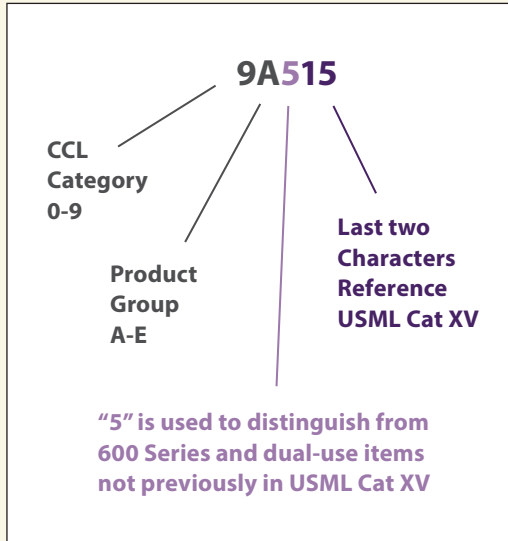 9A515
CCL
Category
0-9
Product
Group
A-E
Last two
Characters
Reference
USML Cat XV
“5” is used to distinguish from
600 Series and dual-use items
not previously in USML Cat XV